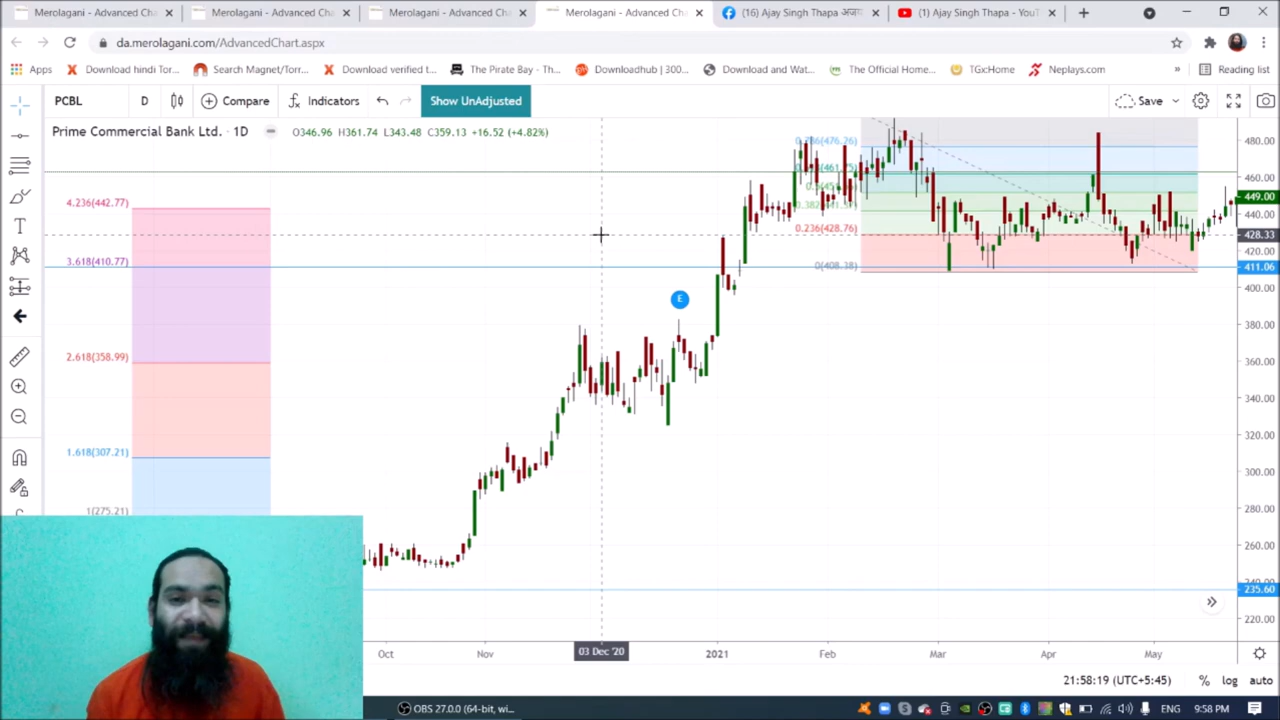 Merolagani - Advanced Cha
Merolagani - Advanced Cha
Merolagani - Advanced Cha
Merolagani - Advanced Cha
(16) Ajay Singh Thapa अजय
(1) Ajay Singh Thapa - YouT
da.merolagani.com/AdvancedChart.aspx
Apps
Download hindi Tor...
Search Magnet/Torr...
Download verified t...
The Pirate Bay - Th...
Downloadhub | 300...
Download and Wat...
The Official Home...
TGxHome
Neplays.com
»
Reading list
PCBL
D
Compare
Indicators
Show UnAdjusted
Save
Prime Commercial Bank Ltd. · 1D
O346.96 H361.74 L343.48 C359.13 +16.52 (+4.82%)
4.236(442.77)
3.618(410.77)
2.618(358.99)
1.618(307.21)
1(275.21)
0.236(428.76)
0(408.38)
E
480.00
460.00
449.00
440.00
428.33
420.00
411.06
400.00
380.00
360.00
340.00
320.00
300.00
280.00
260.00
240.00
235.60
220.00
Oct
Nov
03 Dec '20
2021
Feb
Mar
Apr
May
21:58:19 (UTC+5:45)
%
log
auto
OBS 27.0.0 (64-bit, wi...
ENG
9:58 PM